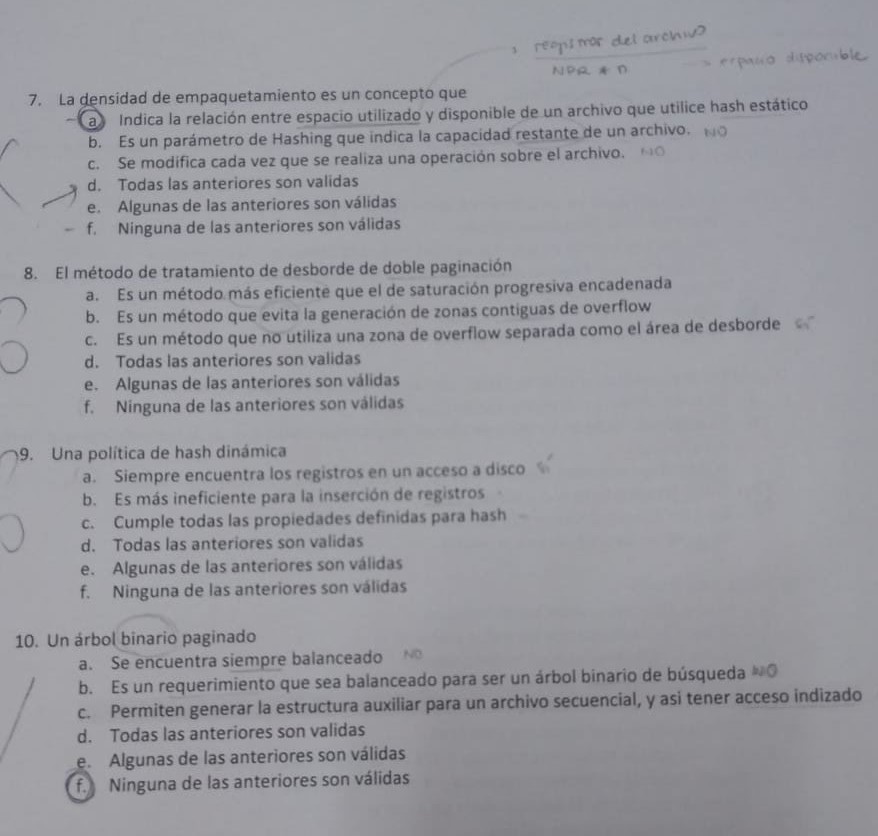 registros del archivo
NPR * n → espacio disponible
7. La densidad de empaquetamiento es un concepto que
a. Indica la relación entre espacio utilizado y disponible de un archivo que utilice hash estático
b. Es un parámetro de Hashing que indica la capacidad restante de un archivo. NO
c. Se modifica cada vez que se realiza una operación sobre el archivo. NO
d. Todas las anteriores son validas
e. Algunas de las anteriores son válidas
f. Ninguna de las anteriores son válidas
8. El método de tratamiento de desborde de doble paginación
a. Es un método más eficiente que el de saturación progresiva encadenada
b. Es un método que evita la generación de zonas contiguas de overflow
c. Es un método que no utiliza una zona de overflow separada como el área de desborde
d. Todas las anteriores son validas
e. Algunas de las anteriores son válidas
f. Ninguna de las anteriores son válidas
9. Una política de hash dinámica
a. Siempre encuentra los registros en un acceso a disco
b. Es más ineficiente para la inserción de registros
c. Cumple todas las propiedades definidas para hash
d. Todas las anteriores son validas
e. Algunas de las anteriores son válidas
f. Ninguna de las anteriores son válidas
10. Un árbol binario paginado
a. Se encuentra siempre balanceado NO
b. Es un requerimiento que sea balanceado para ser un árbol binario de búsqueda NO
c. Permiten generar la estructura auxiliar para un archivo secuencial, y asi tener acceso indizado
d. Todas las anteriores son validas
e. Algunas de las anteriores son válidas
f. Ninguna de las anteriores son válidas